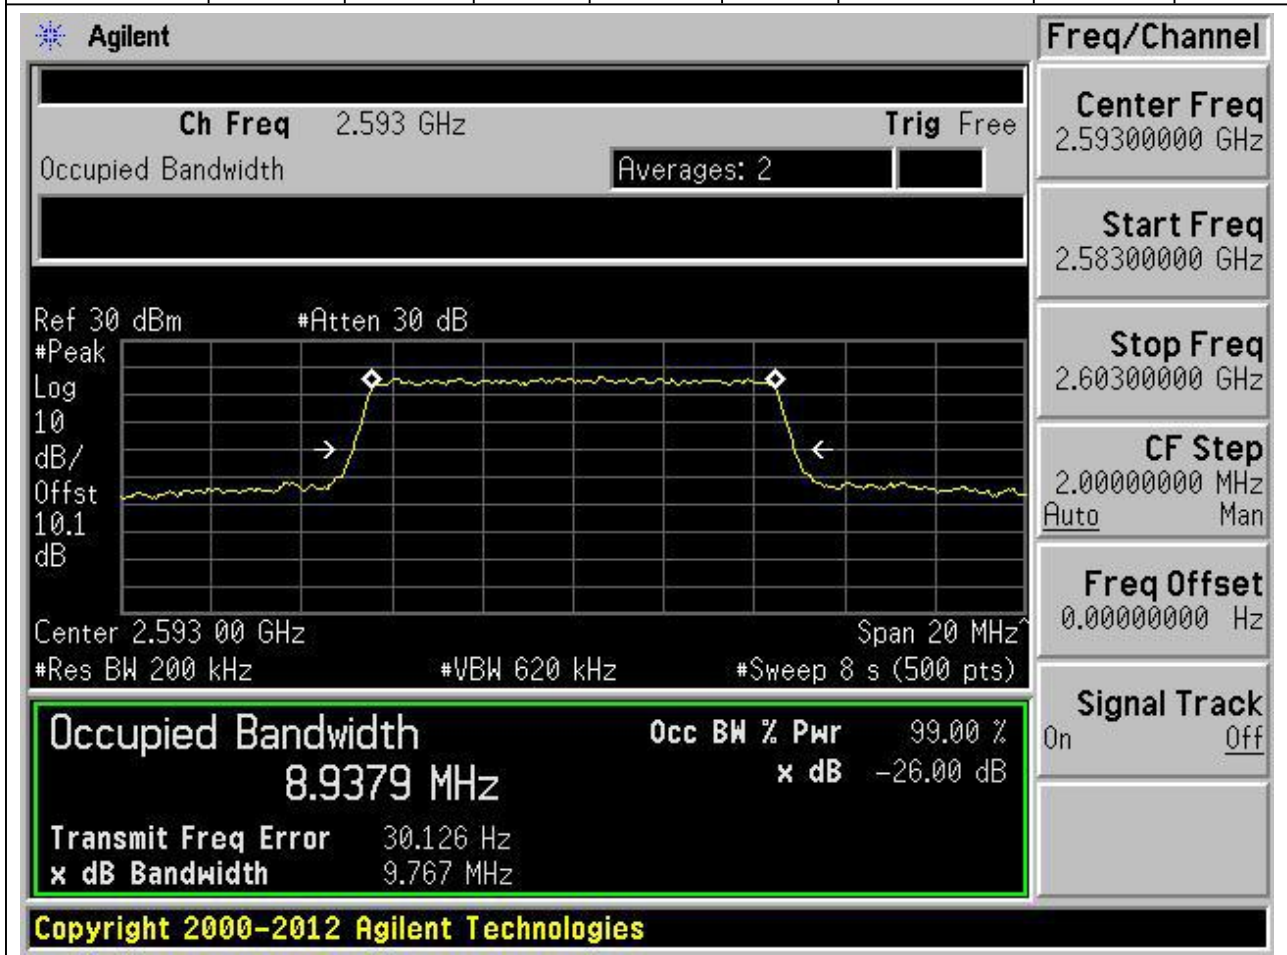 Agilent
Freq/Channel
Ch Freq 2.593 GHz Trig Free
Occupied Bandwidth Averages: 2
Center Freq
2.59300000 GHz
Start Freq
2.58300000 GHz
Ref 30 dBm #Atten 30 dB
#Peak
Log
10
dB/
Offst
10.1
dB
Stop Freq
2.60300000 GHz
CF Step
2.00000000 MHz
Auto Man
Center 2.593 00 GHz Span 20 MHz^
#Res BW 200 kHz #VBW 620 kHz #Sweep 8 s (500 pts)
Freq Offset
0.00000000 Hz
Occupied Bandwidth Occ BW % Pwr 99.00 %
8.9379 MHz x dB -26.00 dB
Transmit Freq Error 30.126 Hz
x dB Bandwidth 9.767 MHz
Signal Track
On Off
Copyright 2000-2012 Agilent Technologies